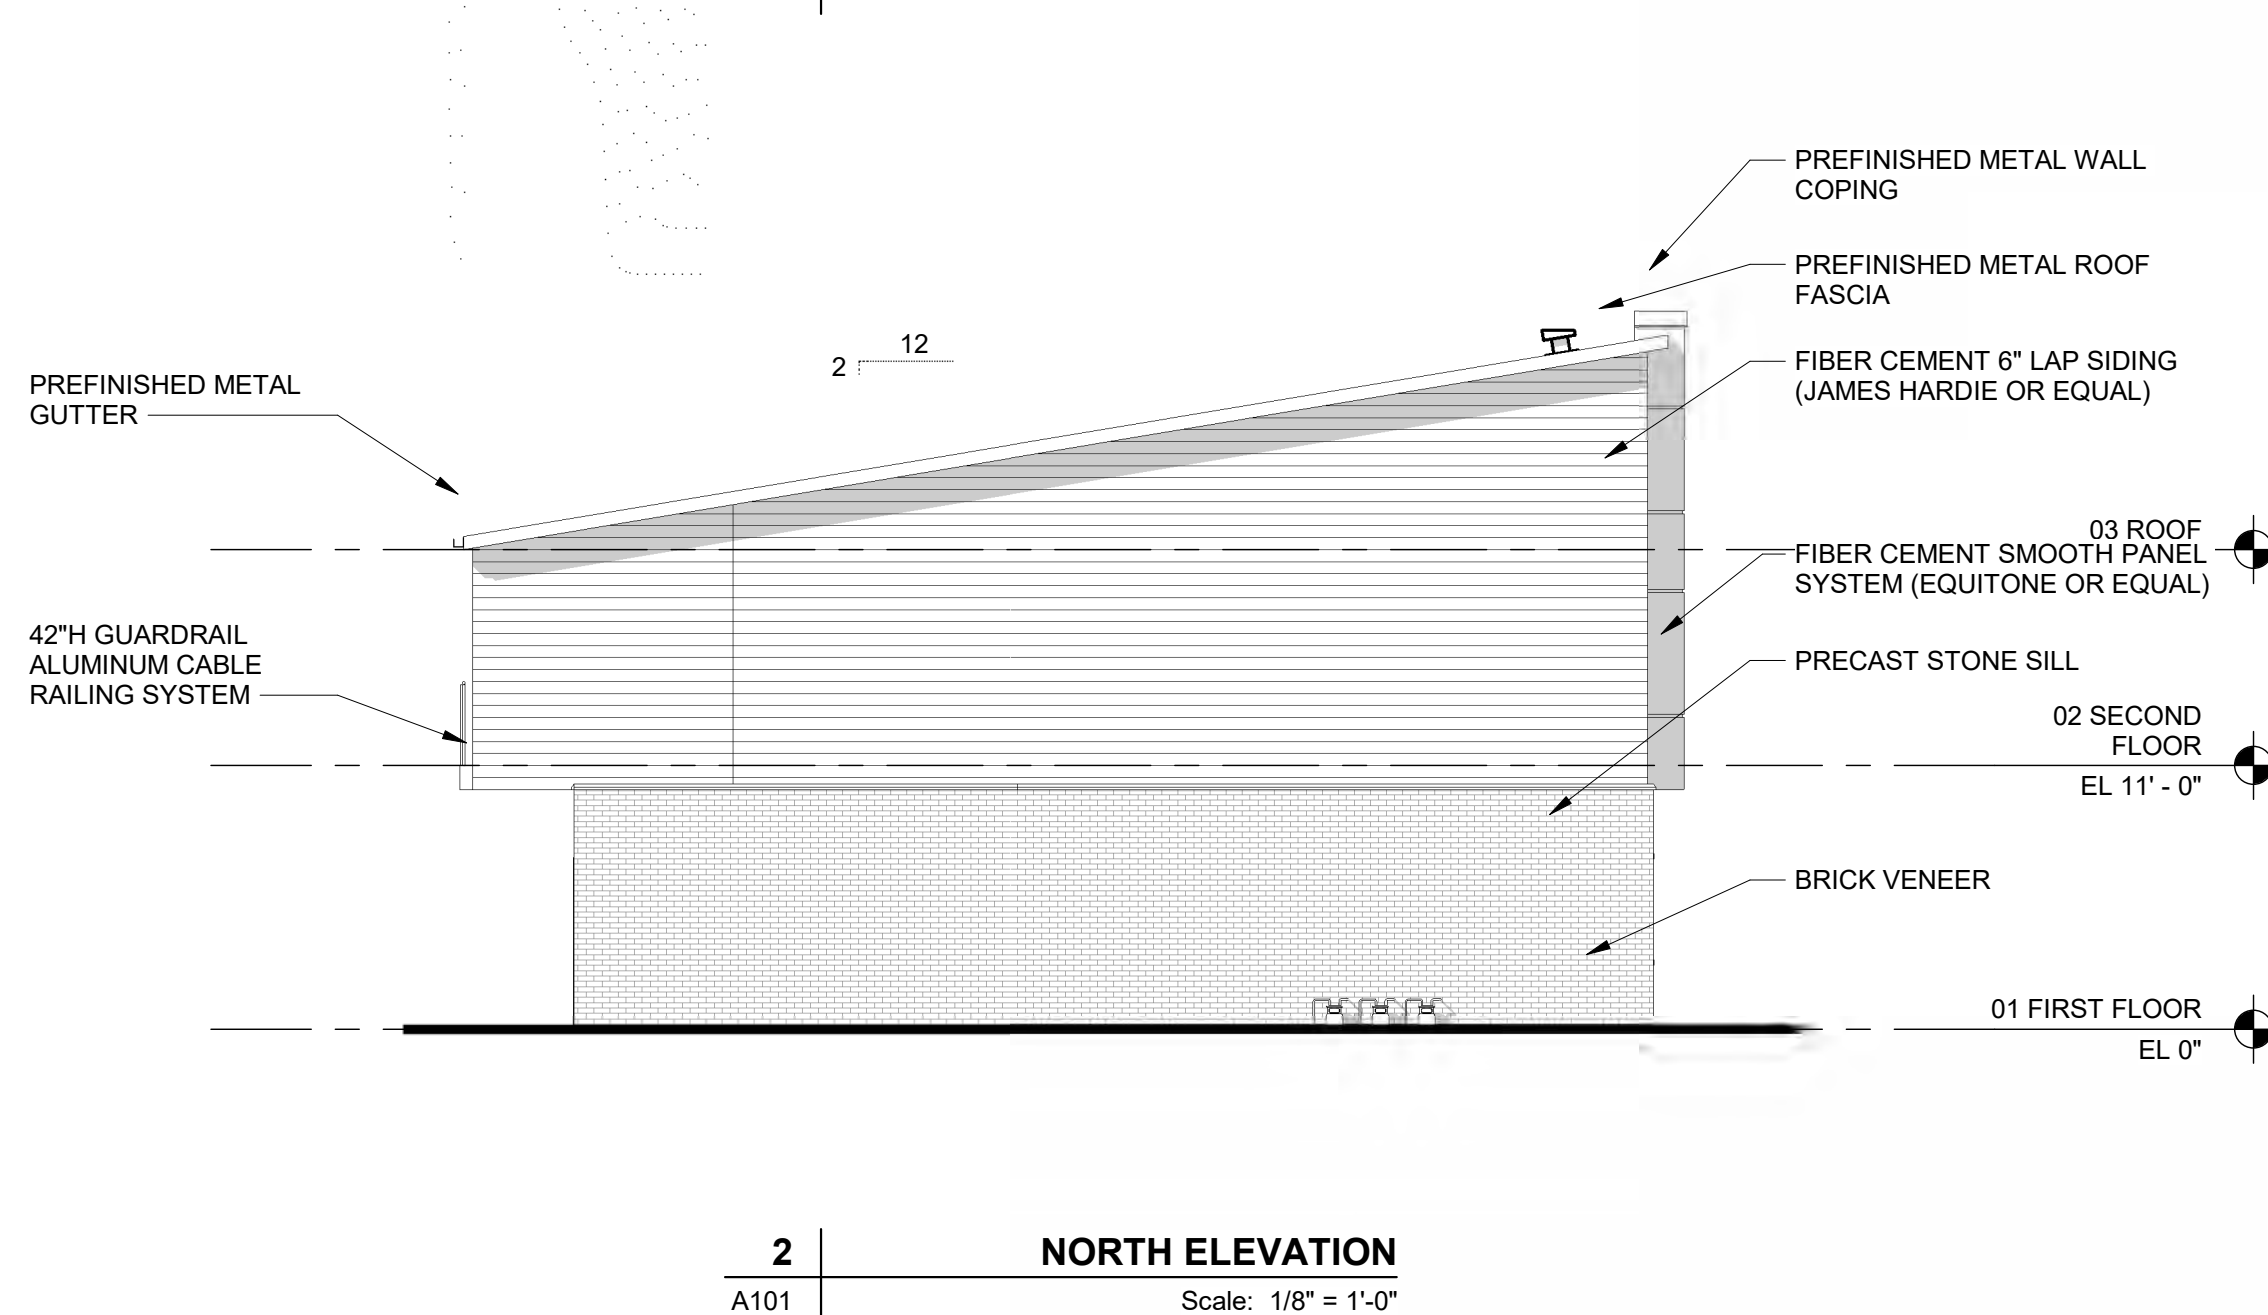 PREFINISHED METAL WALL
COPING
PREFINISHED METAL ROOF
FASCIA
12
2
FIBER CEMENT 6" LAP SIDING
(JAMES HARDIE OR EQUAL)
PREFINISHED METAL
GUTTER
03 ROOF
FIBER CEMENT SMOOTH PANEL
SYSTEM (EQUITONE OR EQUAL)
42"H GUARDRAIL
ALUMINUM CABLE
RAILING SYSTEM
PRECAST STONE SILL
02 SECOND
FLOOR
EL 11' - 0"
BRICK VENEER
01 FIRST FLOOR
EL 0"
2
NORTH ELEVATION
A101
Scale: 1/8" = 1'-0"